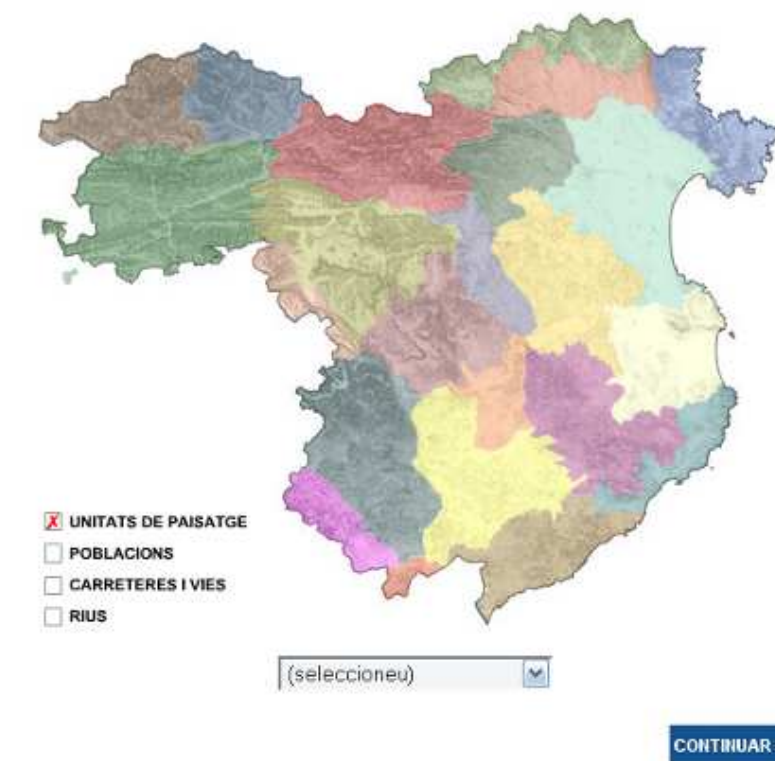 UNITATS DE PAISATGE
POBLACIONS
CARRETERES I VIES
RIUS
(seleccioneu)
CONTINUAR